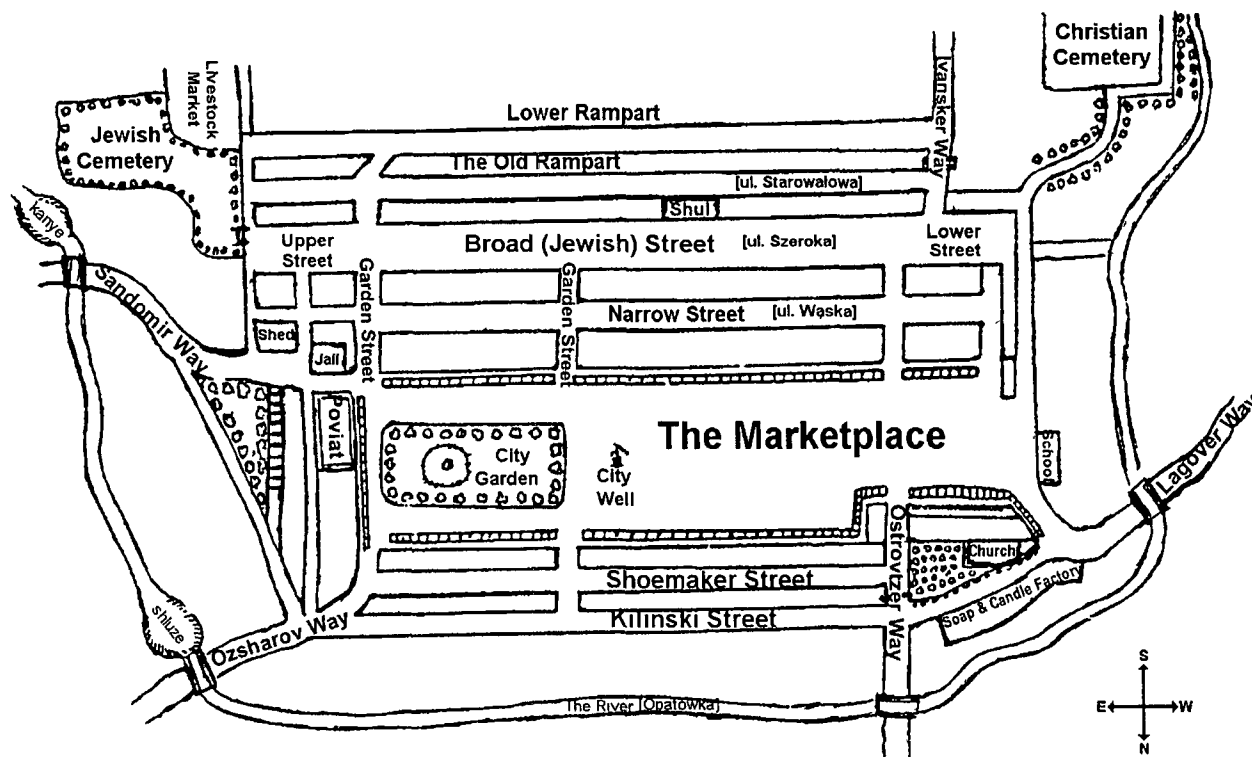 Christian
Cemetery
Livestock
Market
Ivansker Way
Lower Rampart
Jewish
Cemetery
The Old Rampart
[ul. Starowałowa]
Shul
kanye
Upper
Street
Broad (Jewish) Street
[ul. Szeroka]
Lower
Street
Sandomir Way
Garden Street
Garden Street
Narrow Street
[ul. Wąska]
Shed
Jail
Poviat
The Marketplace
City
Garden
City
Well
School
Lagover Way
Ostrovitzer Way
Church
Shoemaker Street
Soap & Candle Factory
Kilinski Street
shluze
Ozsharov Way
The River [Opatówka]
S
E
W
N